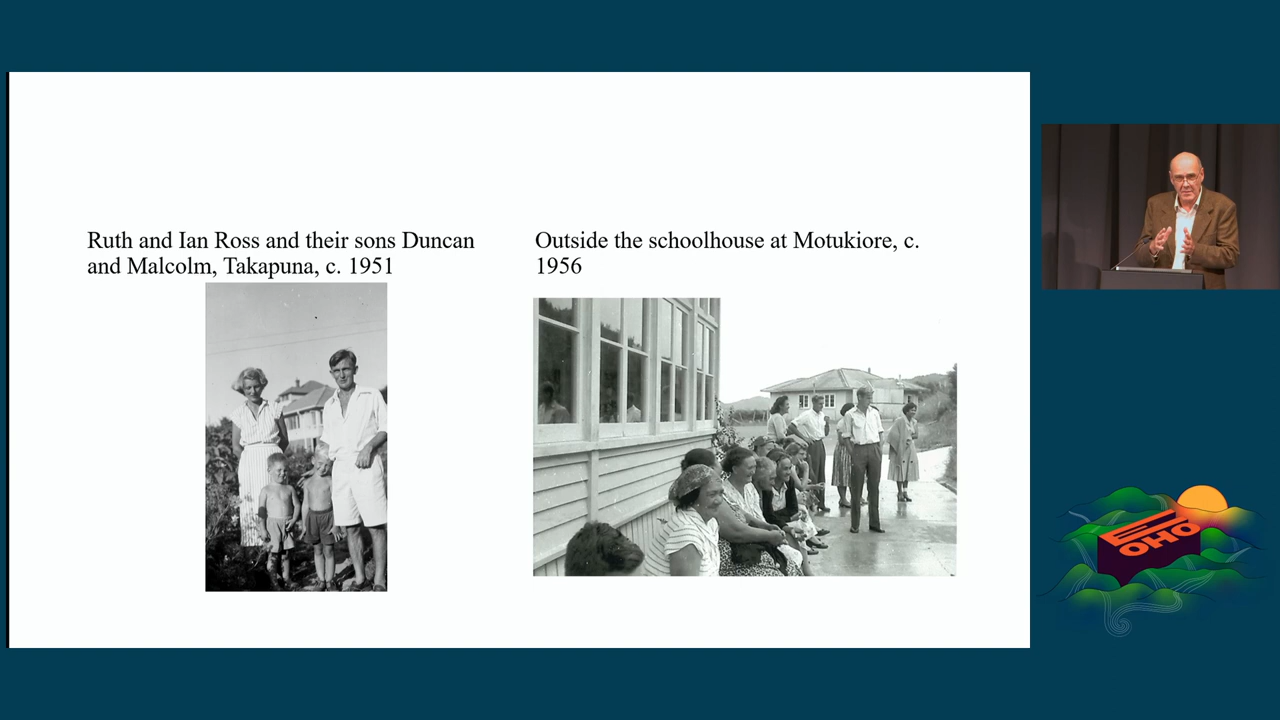 Ruth and Ian Ross and their sons Duncan
and Malcolm, Takapuna, c. 1951
Outside the schoolhouse at Motukiore, c.
1956
E
OHO